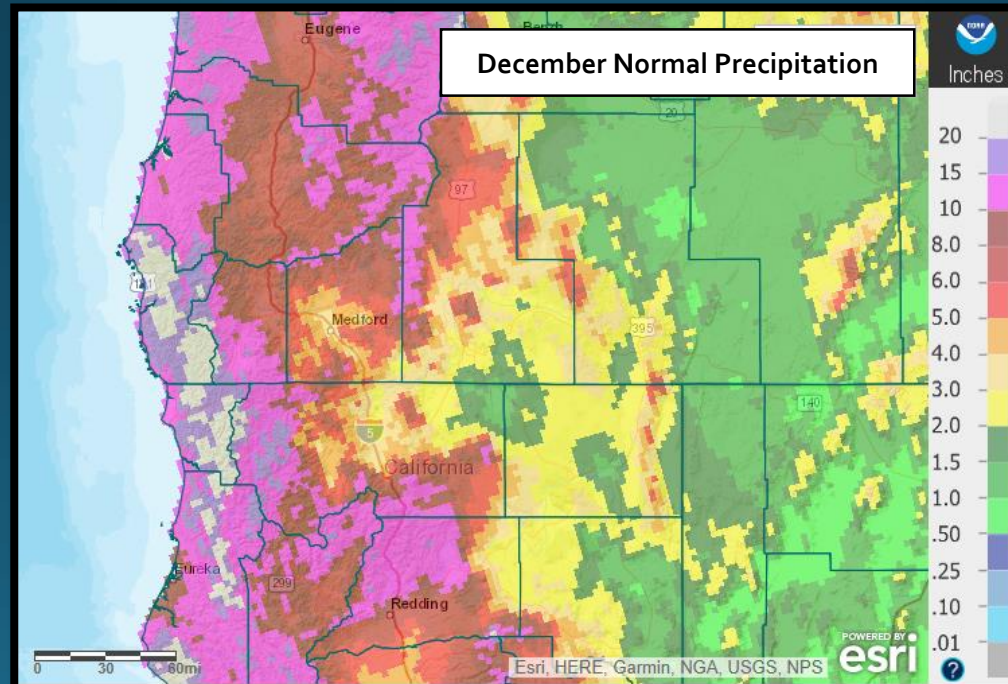 Eugene
Bend
December Normal Precipitation
noaa
Inches
20
97
20
15
10
8.0
6.0
5.0
4.0
3.0
2.0
1.5
1.0
.50
.25
.10
.01
101
Medford
395
140
5
California
Eureka
299
Redding
0 30 60mi
Esri, HERE, Garmin, NGA, USGS, NPS
POWERED BY
esri
?